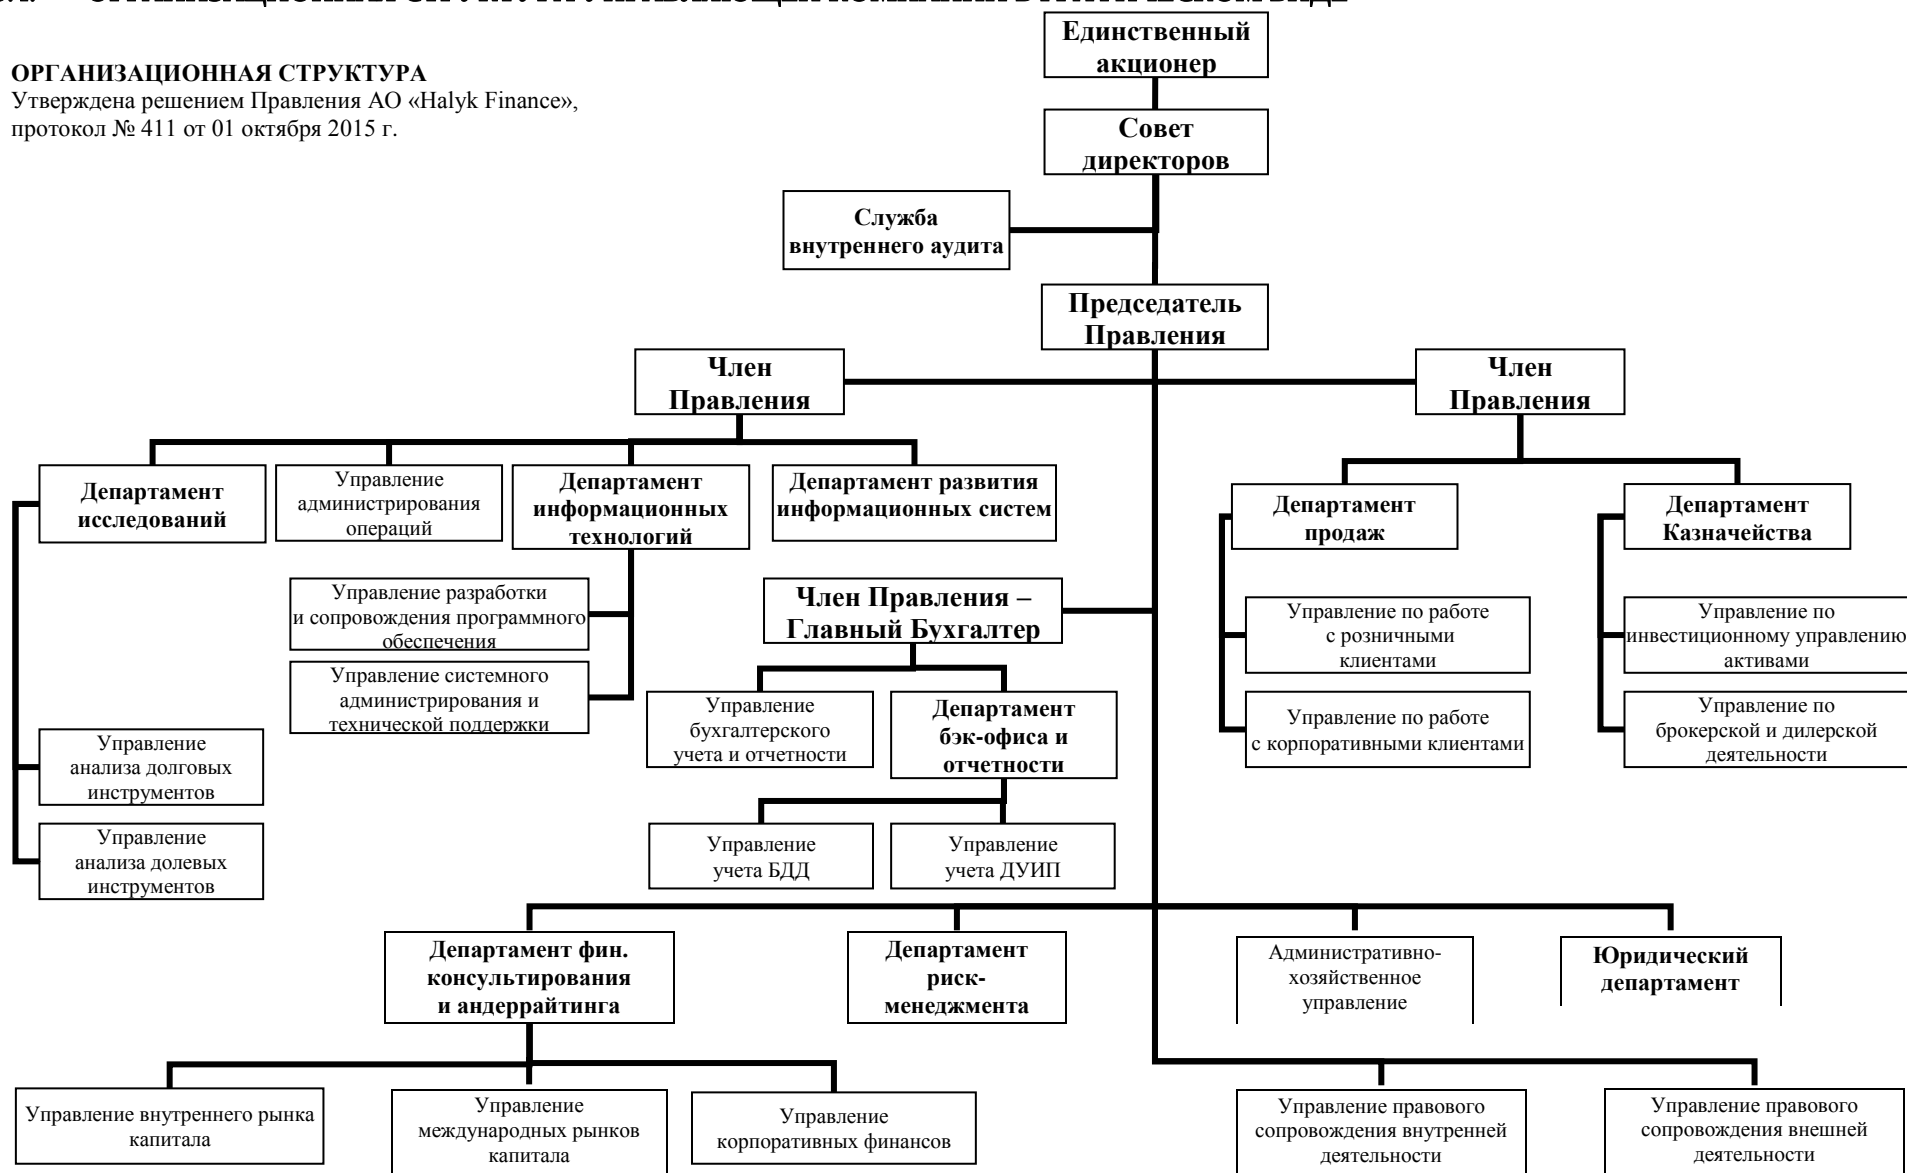 Единственный
акционер
ОРГАНИЗАЦИОННАЯ СТРУКТУРА
Утверждена решением Правления АО «Halyk Finance»,
протокол № 411 от 01 октября 2015 г.
Совет
директоров
Служба
внутреннего аудита
Председатель
Правления
Член
Правления
Член
Правления
Департамент
исследований
Управление
администрирования
операций
Департамент
информационных
технологий
Департамент развития
информационных систем
Департамент
продаж
Департамент
Казначейства
Управление разработки
и сопровождения программного
обеспечения
Управление системного
администрирования и
технической поддержки
Член Правления –
Главный Бухгалтер
Управление по работе
с розничными
клиентами
Управление по
инвестиционному управлению
активами
Управление
бухгалтерского
учета и отчетности
Департамент
бэк-офиса и
отчетности
Управление по работе
с корпоративными клиентами
Управление по
брокерской и дилерской
деятельности
Управление
анализа долговых
инструментов
Управление
анализа долевых
инструментов
Управление
учета БДД
Управление
учета ДУИП
Департамент фин.
консультирования
и андеррайтинга
Департамент
риск-
менеджмента
Административно-
хозяйственное
управление
Юридический
департамент
Управление внутреннего рынка
капитала
Управление
международных рынков
капитала
Управление
корпоративных финансов
Управление правового
сопровождения внутренней
деятельности
Управление правового
сопровождения внешней
деятельности